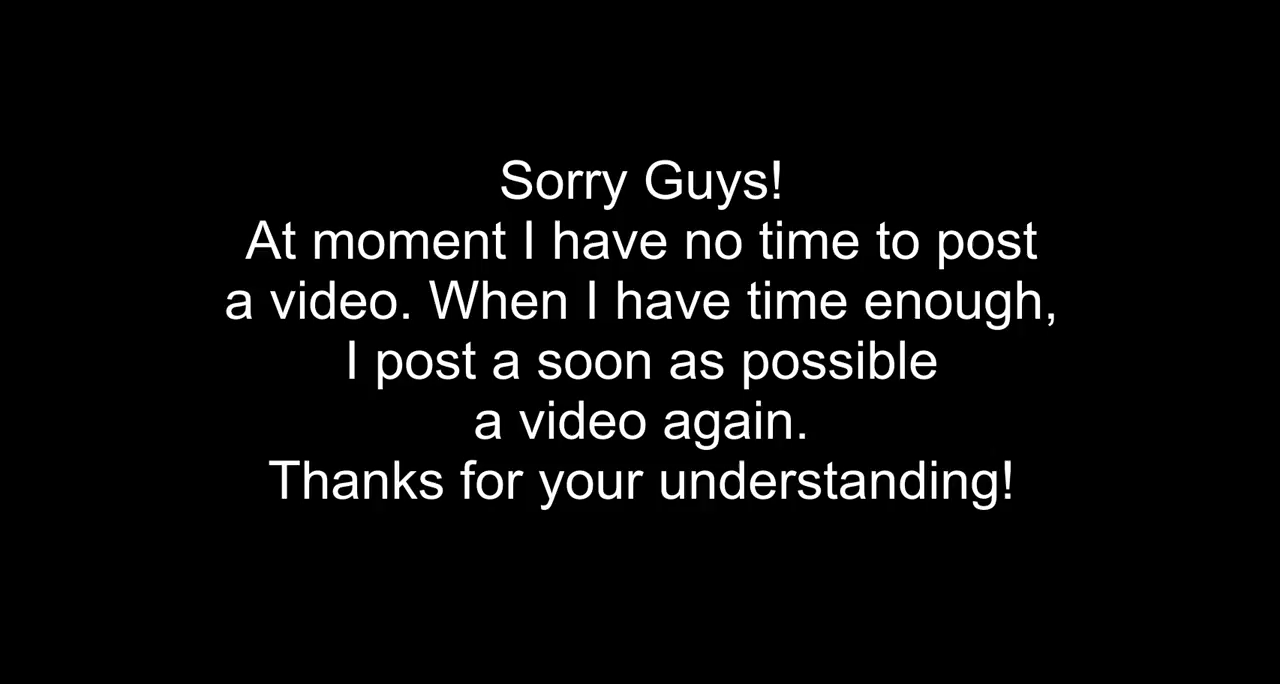 Sorry Guys!
At moment I have no time to post
a video. When I have time enough,
I post a soon as possible
a video again.
Thanks for your understanding!